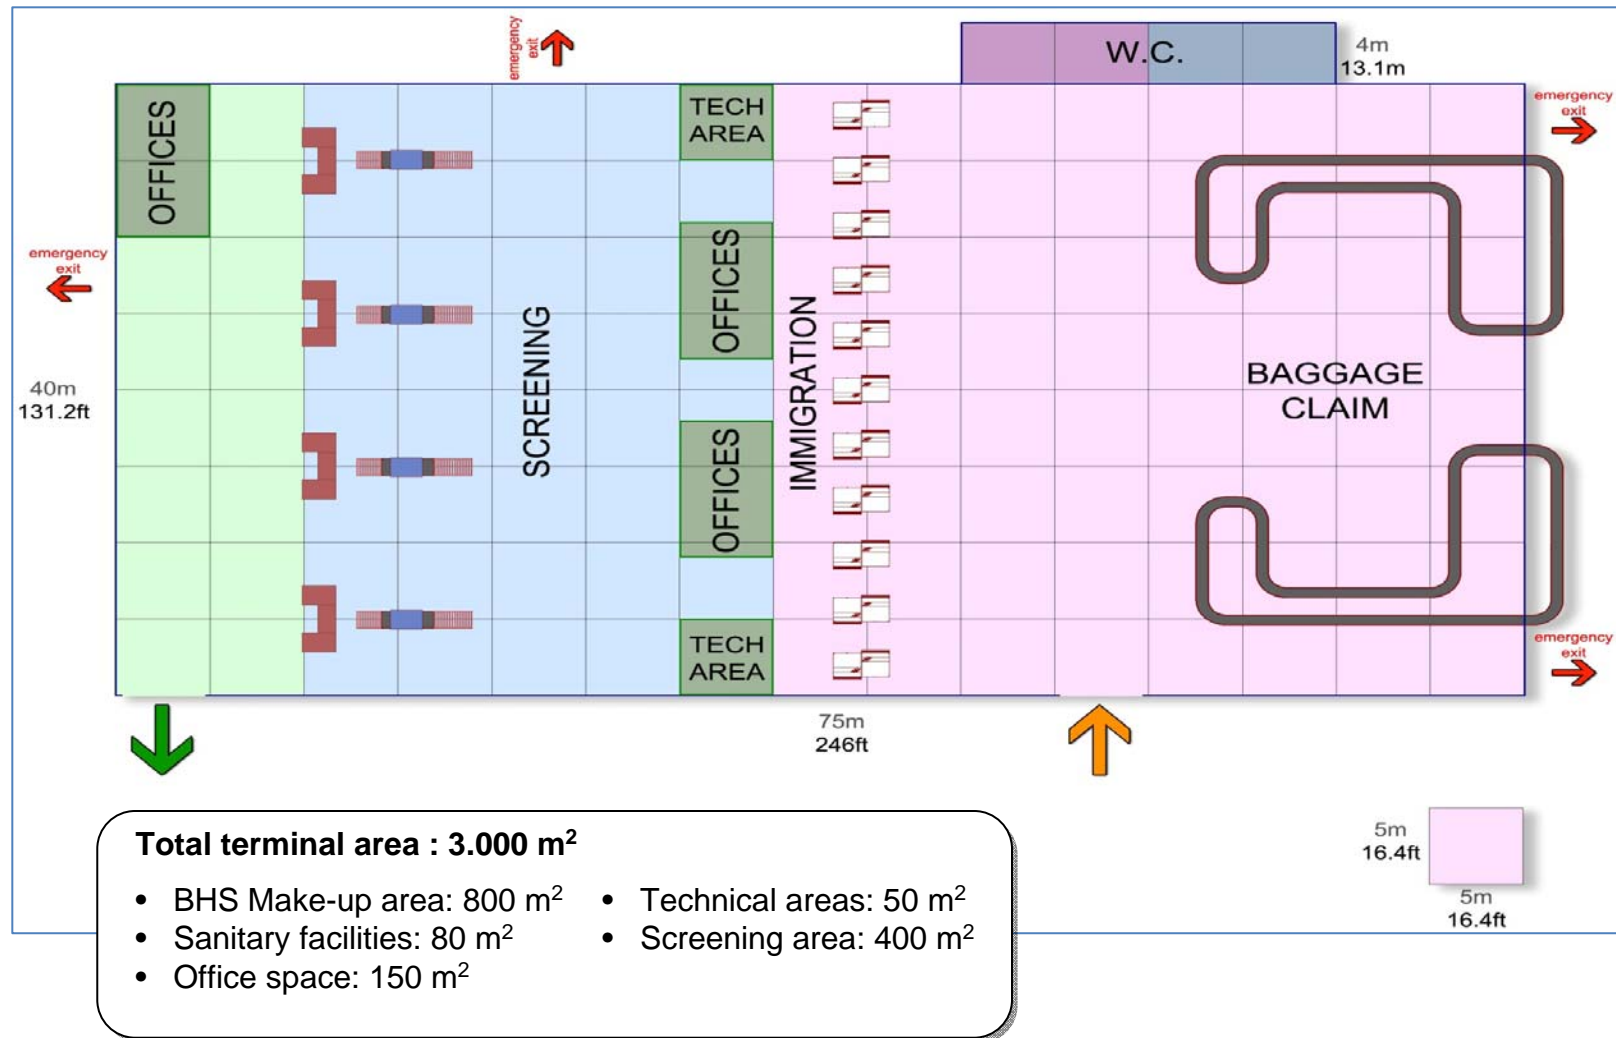 emergency
exit
W.C.
4m
13.1m
OFFICES
TECH
AREA
emergency
exit
emergency
exit
OFFICES
SCREENING
IMMIGRATION
BAGGAGE
CLAIM
40m
131.2ft
OFFICES
TECH
AREA
emergency
exit
75m
246ft
5m
16.4ft
5m
16.4ft
Total terminal area : 3.000 m²
• BHS Make-up area: 800 m²
• Sanitary facilities: 80 m²
• Office space: 150 m²
• Technical areas: 50 m²
• Screening area: 400 m²